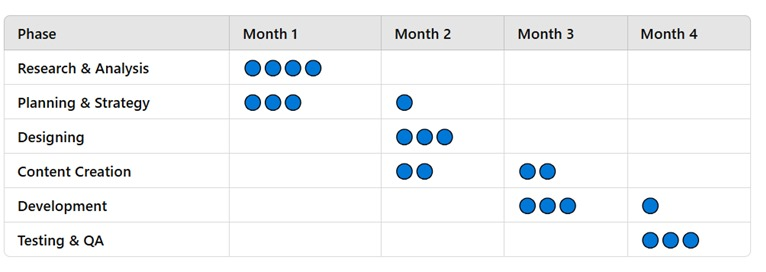 Phase Month 1 Month 2 Month 3 Month 4
Research & Analysis
Planning & Strategy
Designing
Content Creation
Development
Testing & QA